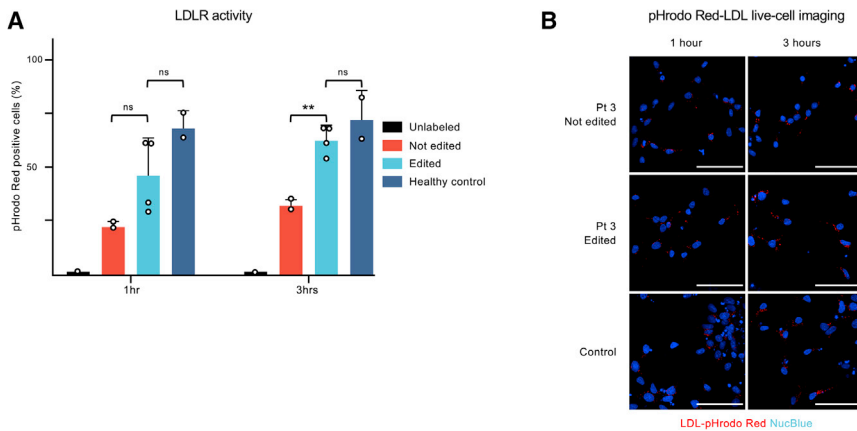 A
LDLR activity
pHrodo Red positive cells (%)
100
50
ns
ns
**
ns
1hr
3hrs
Unlabeled
Not edited
Edited
Healthy control
B
pHrodo Red-LDL live-cell imaging
1 hour
3 hours
Pt 3
Not edited
Pt 3
Edited
Control
LDL-pHrodo Red NucBlue